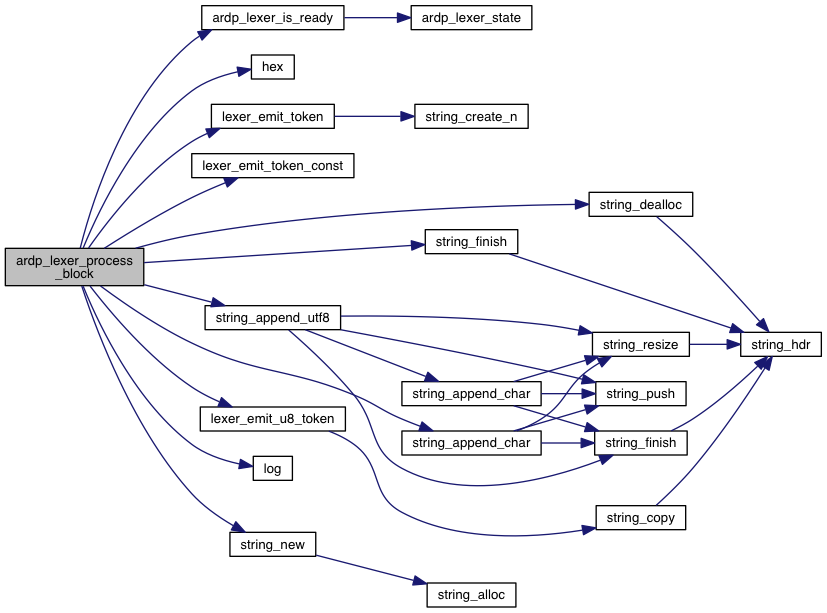 ardp_lexer_is_ready
ardp_lexer_state
hex
lexer_emit_token
string_create_n
lexer_emit_token_const
string_dealloc
string_finish
ardp_lexer_process
_block
string_append_utf8
string_resize
string_hdr
string_append_char
string_push
lexer_emit_u8_token
string_append_char
string_finish
log
string_copy
string_new
string_alloc